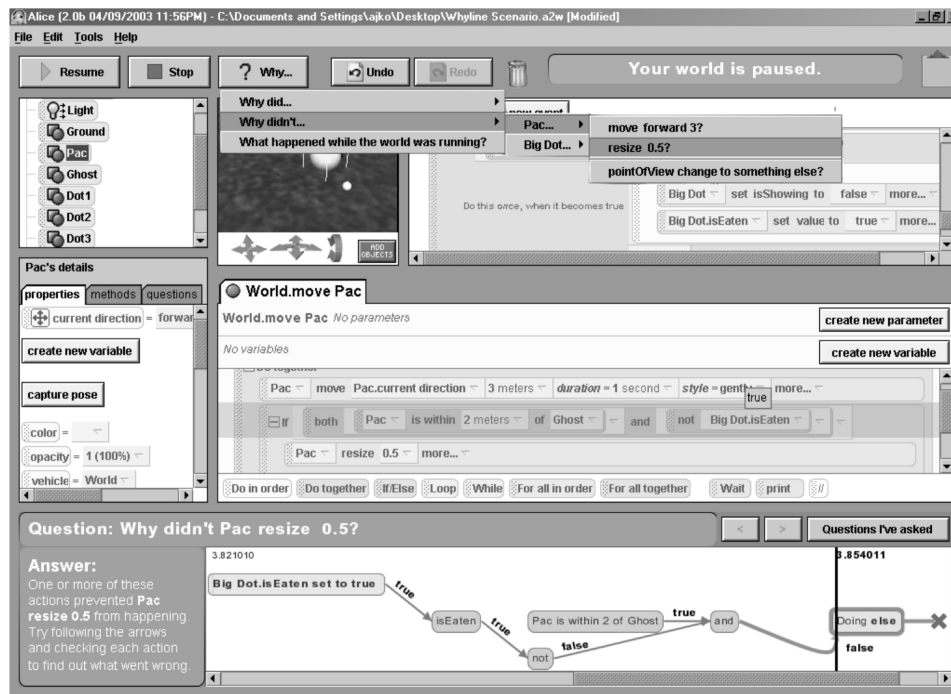 Alice (2.0b 04/09/2003 11:56PM) - C:\Documents and Settings\ajko\Desktop\Whyline Scenario.a2w [Modified]
File Edit Tools Help
Resume
Stop
? Why...
Undo
Redo
Your world is paused.
Why did...
Why didn't...
What happened while the world was running?
Pac...
Big Dot...
move forward 3?
resize 0.5?
pointOfView change to something else?
Light
Ground
Pac
Ghost
Dot1
Dot2
Dot3
ADD
OBJECTS
new event
Do this once, when it becomes true
Big Dot set isShowing to false more...
Big Dot.isEaten set value to true more...
Pac's details
properties methods questions
current direction = forwar
create new variable
capture pose
color =
opacity = 1 (100%)
vehicle = World
World.move Pac
World.move Pac No parameters
create new parameter
No variables
create new variable
Do together
Pac move Pac.current direction 3 meters duration = 1 second style = gently more...
true
If both Pac is within 2 meters of Ghost and not Big Dot.isEaten
Pac resize 0.5 more...
Do in order Do together If/Else Loop While For all in order For all together Wait print //
Question: Why didn't Pac resize 0.5?
< > Questions I've asked
Answer:
One or more of these
actions prevented Pac
resize 0.5 from happening.
Try following the arrows
and checking each action
to find out what went wrong.
3.821010
3.854011
Big Dot.isEaten set to true
true
isEaten
true
not
false
Pac is within 2 of Ghost
true
and
Doing else
false